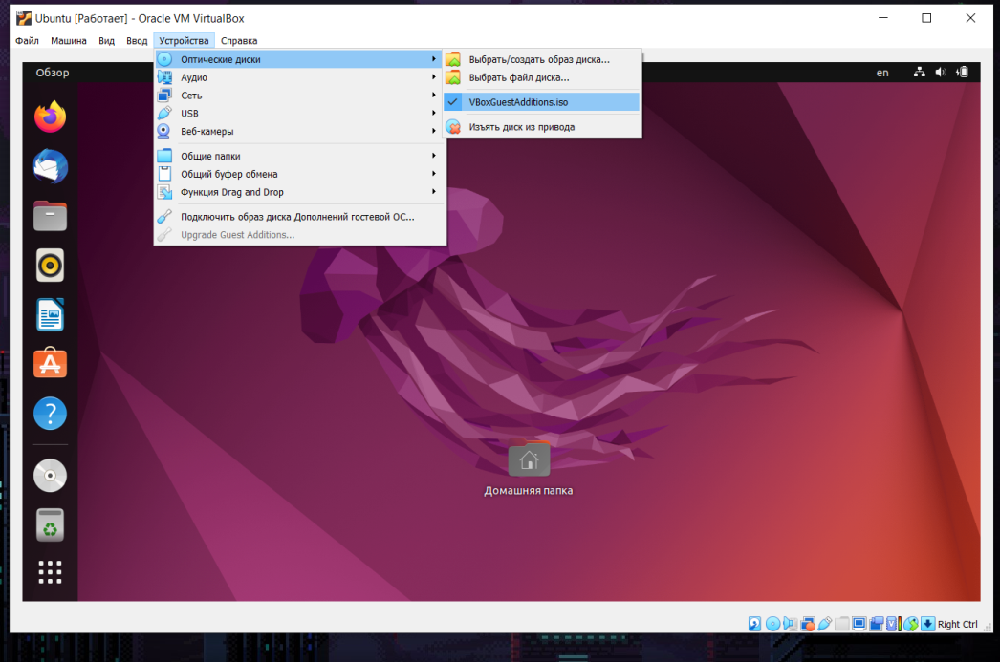 Ubuntu [Работает] - Oracle VM VirtualBox
Файл Машина Вид Ввод Устройства Справка
Оптические диски
Аудио
Сеть
USB
Веб-камеры
Общие папки
Общий буфер обмена
Функция Drag and Drop
Подключить образ диска Дополнений гостевой ОС...
Upgrade Guest Additions...
Выбрать/создать образ диска...
Выбрать файл диска...
VBoxGuestAdditions.iso
Изъять диск из привода
Обзор
en
Домашняя папка
Right Ctrl